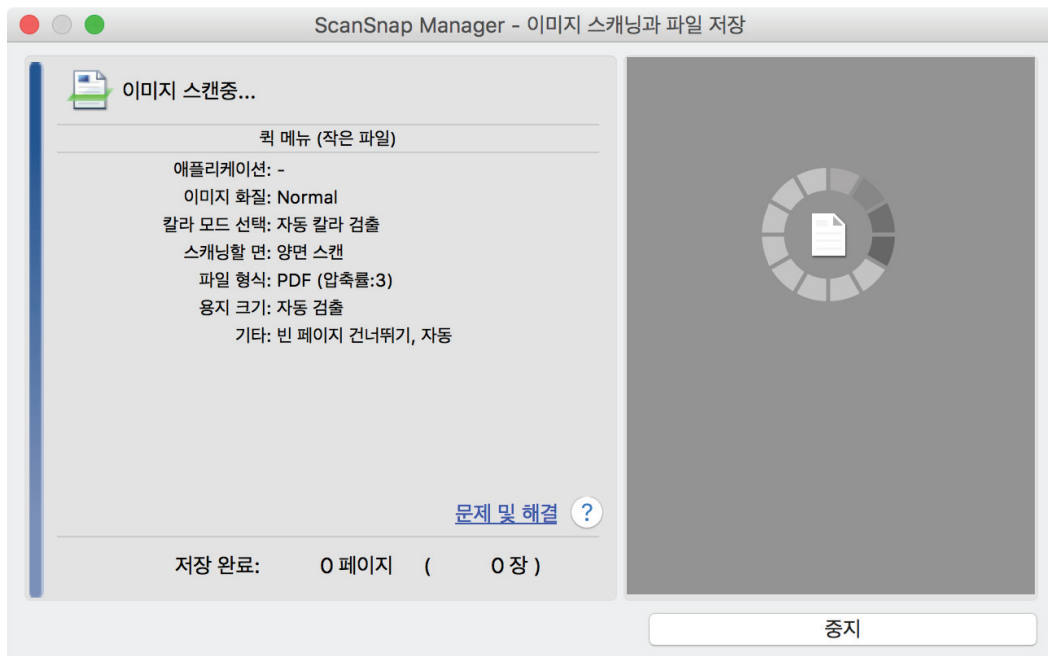 ScanSnap Manager - 이미지 스캐닝과 파일 저장
이미지 스캔중...
퀵 메뉴 (작은 파일)
애플리케이션: -
이미지 화질: Normal
칼라 모드 선택: 자동 칼라 검출
스캐닝할 면: 양면 스캔
파일 형식: PDF (압축률:3)
용지 크기: 자동 검출
기타: 빈 페이지 건너뛰기, 자동
문제 및 해결 ?
저장 완료: 0 페이지 ( 0 장 )
중지